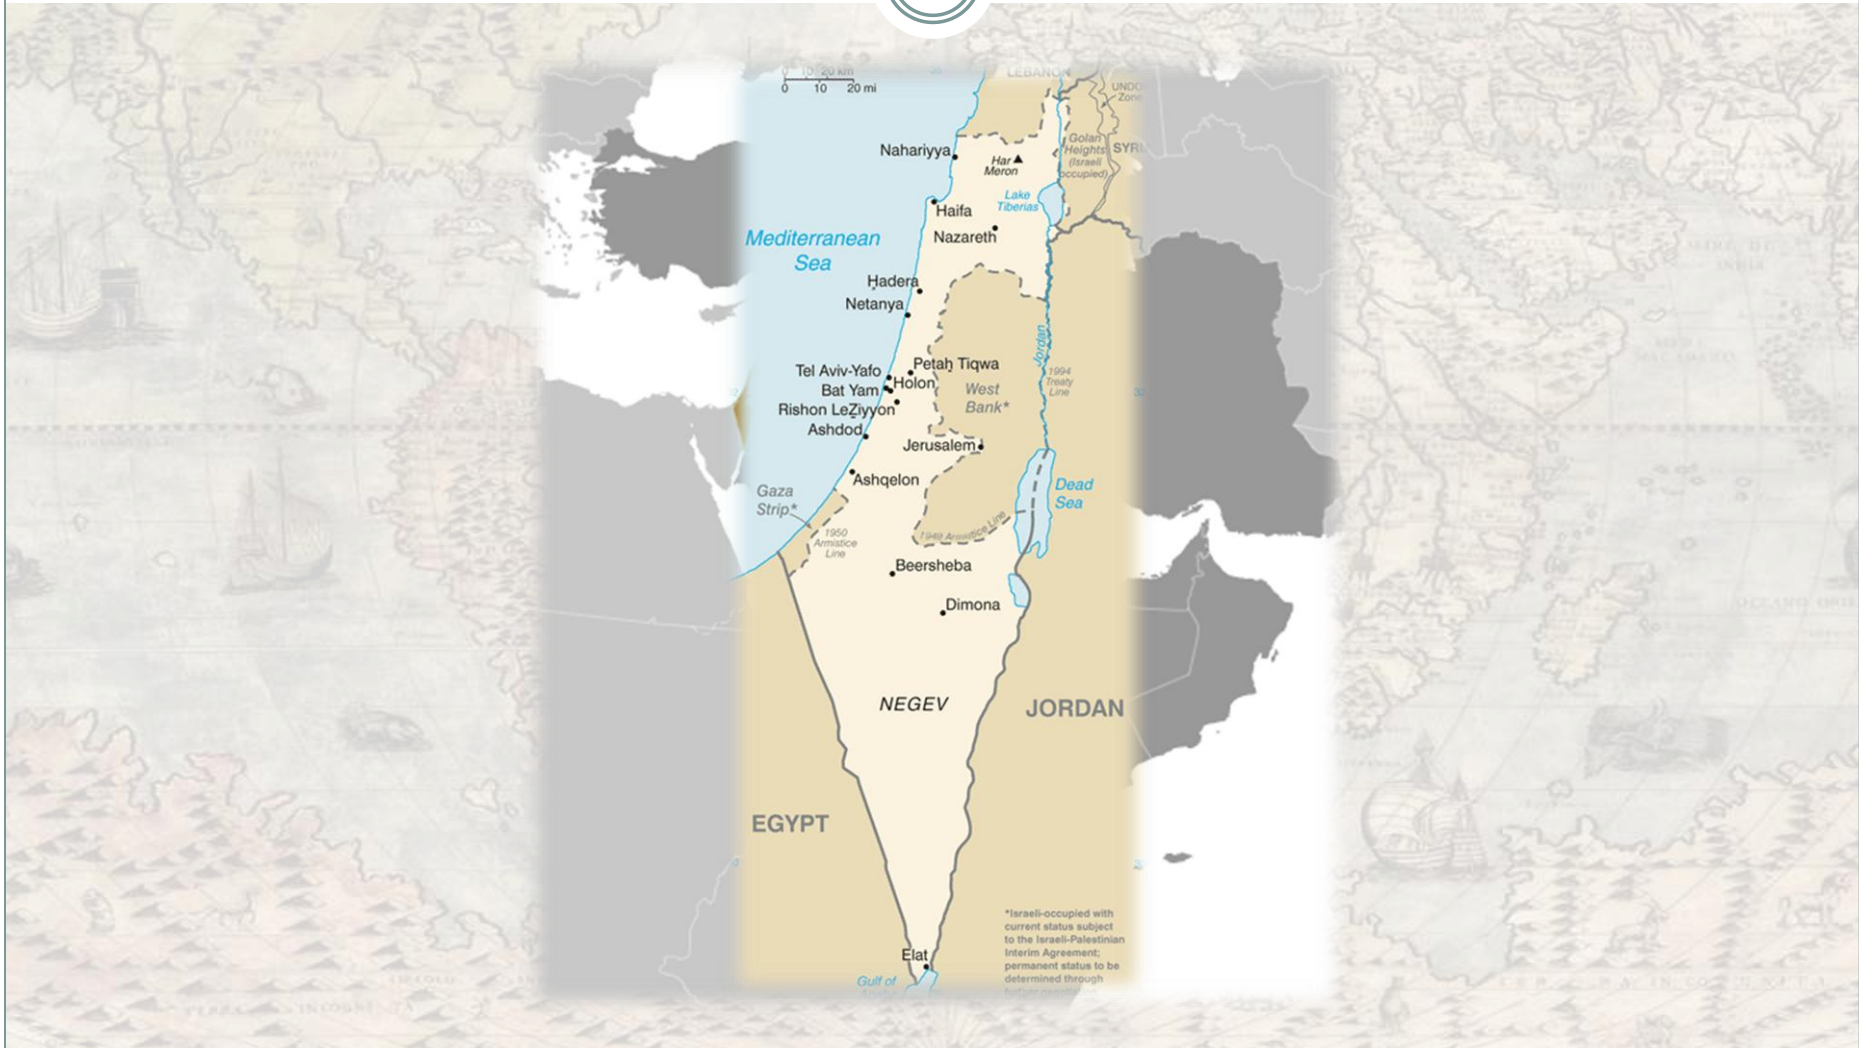 0 10 20 km
0 10 20 mi
LEBANON
UNDO
Zone
Nahariyya
Har
Meron
Golan
Heights
(Israeli
occupied)
Lake
Tiberias
Haifa
Nazareth
Mediterranean
Sea
Hadera
Netanya
Tel Aviv-Yafo
Petah Tiqwa
Bat Yam
Holon
Rishon LeZiyyon
Ashdod
West
Bank*
Jordan
1994
Treaty
Line
Jerusalem
Ashqelon
Gaza
Strip*
Dead
Sea
1950
Armistice
Line
1949 Armistice Line
Beersheba
Dimona
NEGEV
JORDAN
EGYPT
*Israeli-occupied with
current status subject
to the Israeli-Palestinian
Interim Agreement;
permanent status to be
determined through
Elat
Gulf of